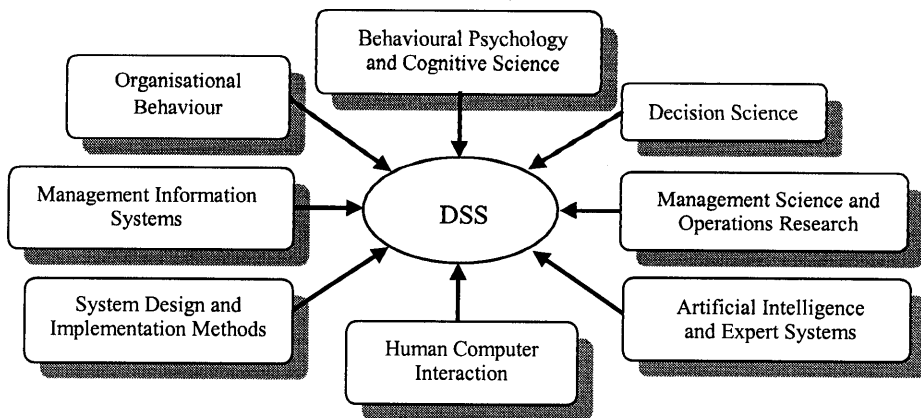 Behavioural Psychology
and Cognitive Science
Organisational
Behaviour
Decision Science
Management Information
Systems
DSS
Management Science and
Operations Research
System Design and
Implementation Methods
Human Computer
Interaction
Artificial Intelligence
and Expert Systems